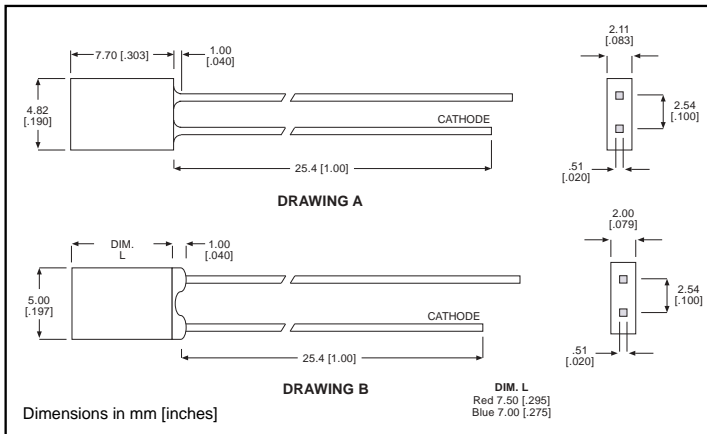 7.70 [.303]
1.00
[.040]
2.11
[.083]
4.82
[.190]
CATHODE
2.54
[.100]
25.4 [1.00]
.51
[.020]
DRAWING A
DIM.
L
1.00
[.040]
2.00
[.079]
5.00
[.197]
CATHODE
2.54
[.100]
25.4 [1.00]
.51
[.020]
DRAWING B
DIM. L
Red 7.50 [.295]
Blue 7.00 [.275]
Dimensions in mm [inches]